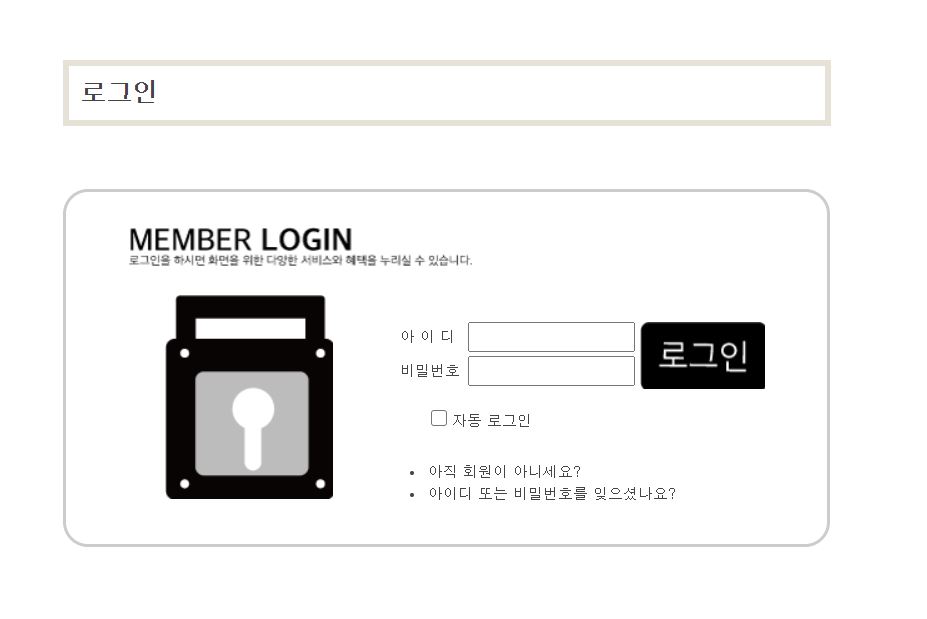 로그인
MEMBER LOGIN
로그인을 하시면 화면을 위한 다양한 서비스와 혜택을 누리실 수 있습니다.
아 이 디
로그인
비밀번호
자동 로그인
아직 회원이 아니세요?
아이디 또는 비밀번호를 잊으셨나요?